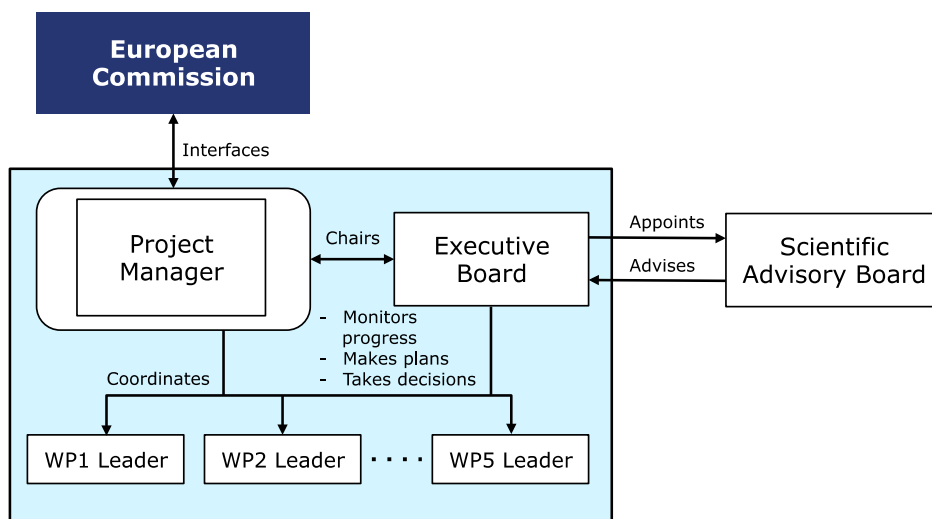 European
Commission
Interfaces
Project
Manager
Chairs
Executive
Board
Appoints
Advises
Scientific
Advisory Board
- Monitors
progress
- Makes plans
- Takes decisions
Coordinates
WP1 Leader
WP2 Leader
. . . .
WP5 Leader